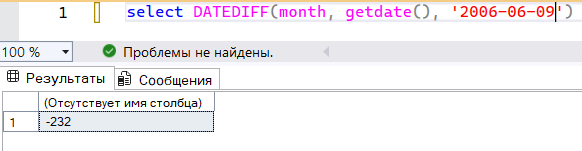 1 select DATEDIFF(month, getdate(), '2006-06-09')
100 % Проблемы не найдены.
Результаты Сообщения
(Отсутствует имя столбца)
1 -232